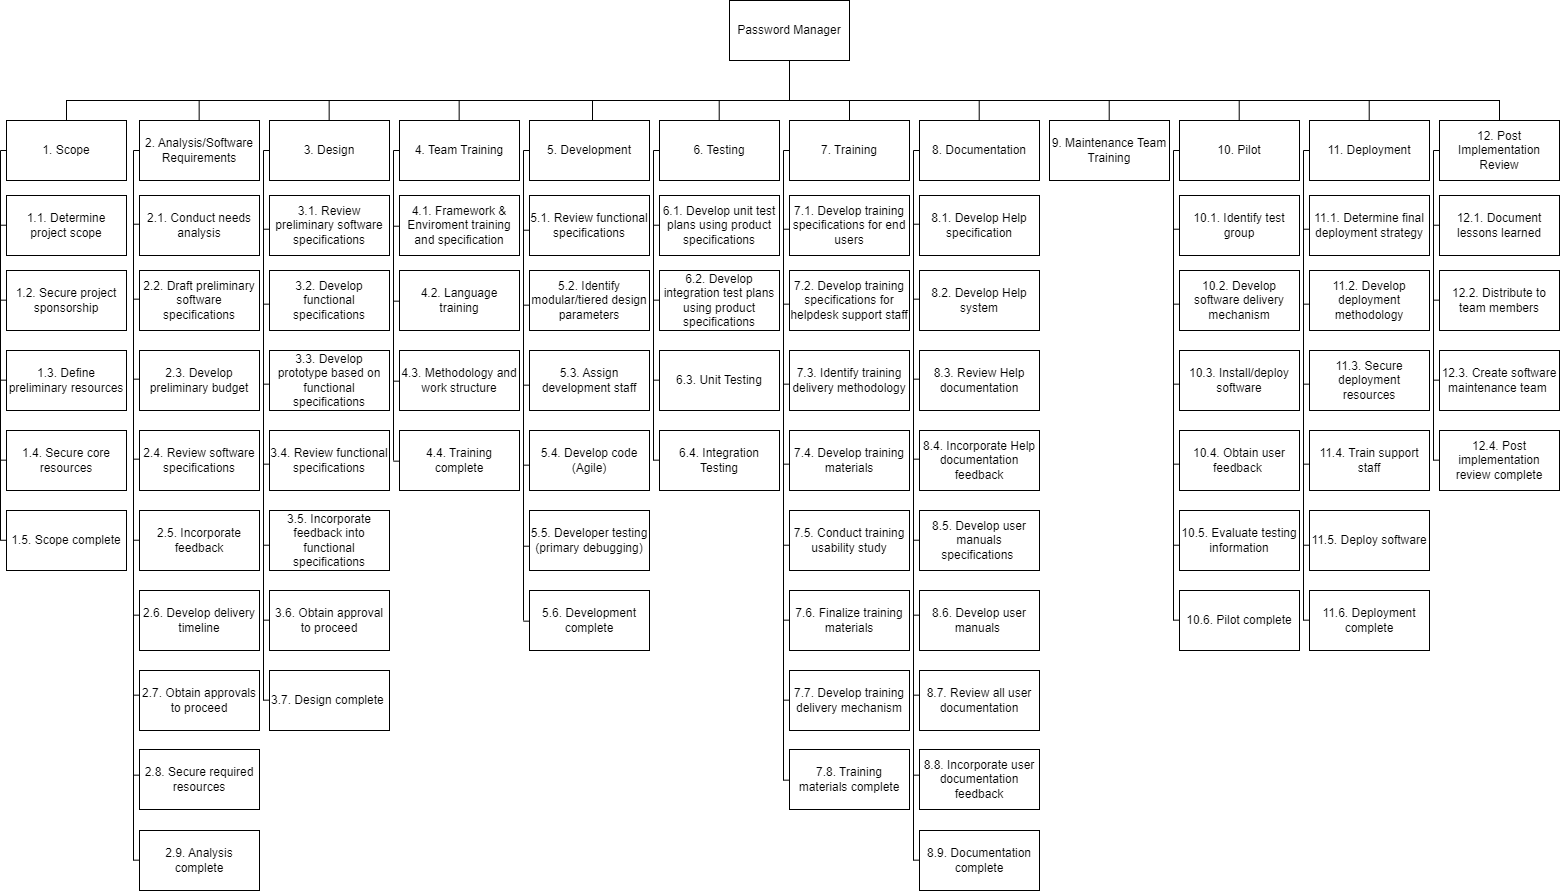 Password Manager
1. Scope
1.1. Determine
project scope
1.2. Secure project
sponsorship
1.3. Define
preliminary resources
1.4. Secure core
resources
1.5. Scope complete
2. Analysis/Software
Requirements
2.1. Conduct needs
analysis
2.2. Draft preliminary
software
specifications
2.3. Develop
preliminary budget
2.4. Review software
specifications
2.5. Incorporate
feedback
2.6. Develop delivery
timeline
2.7. Obtain approvals
to proceed
2.8. Secure required
resources
2.9. Analysis
complete
3. Design
3.1. Review
preliminary software
specifications
3.2. Develop
functional
specifications
3.3. Develop
prototype based on
functional
specifications
3.4. Review functional
specifications
3.5. Incorporate
feedback into
functional
specifications
3.6. Obtain approval
to proceed
3.7. Design complete
4. Team Training
4.1. Framework &
Enviroment training
and specification
4.2. Language
training
4.3. Methodology and
work structure
4.4. Training
complete
5. Development
5.1. Review functional
specifications
5.2. Identify
modular/tiered design
parameters
5.3. Assign
development staff
5.4. Develop code
(Agile)
5.5. Developer testing
(primary debugging)
5.6. Development
complete
6. Testing
6.1. Develop unit test
plans using product
specifications
6.2. Develop
integration test plans
using product
specifications
6.3. Unit Testing
6.4. Integration
Testing
7. Training
7.1. Develop training
specifications for end
users
7.2. Develop training
specifications for
helpdesk support staff
7.3. Identify training
delivery methodology
7.4. Develop training
materials
7.5. Conduct training
usability study
7.6. Finalize training
materials
7.7. Develop training
delivery mechanism
7.8. Training
materials complete
8. Documentation
8.1. Develop Help
specification
8.2. Develop Help
system
8.3. Review Help
documentation
8.4. Incorporate Help
documentation
feedback
8.5. Develop user
manuals
specifications
8.6. Develop user
manuals
8.7. Review all user
documentation
8.8. Incorporate user
documentation
feedback
8.9. Documentation
complete
9. Maintenance Team
Training
10. Pilot
10.1. Identify test
group
10.2. Develop
software delivery
mechanism
10.3. Install/deploy
software
10.4. Obtain user
feedback
10.5. Evaluate testing
information
10.6. Pilot complete
11. Deployment
11.1. Determine final
deployment strategy
11.2. Develop
deployment
methodology
11.3. Secure
deployment
resources
11.4. Train support
staff
11.5. Deploy software
11.6. Deployment
complete
12. Post
Implementation
Review
12.1. Document
lessons learned
12.2. Distribute to
team members
12.3. Create software
maintenance team
12.4. Post
implementation
review complete